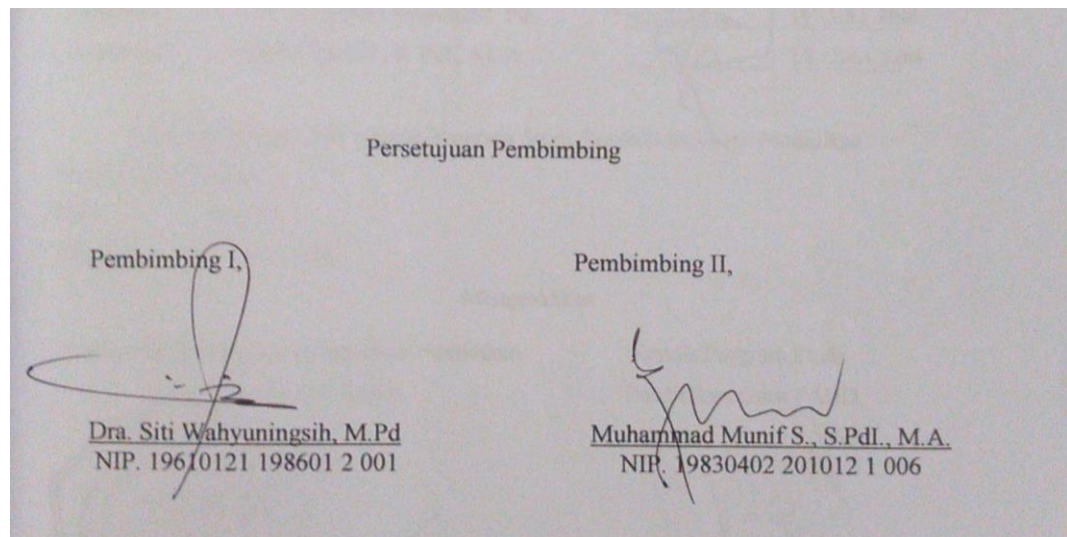 Persetujuan Pembimbing
Pembimbing I,
Pembimbing II,
Dra. Siti Wahyuningsih, M.Pd
NIP. 19610121 198601 2 001
Muhammad Munif S., S.PdI., M.A.
NIP. 19830402 201012 1 006